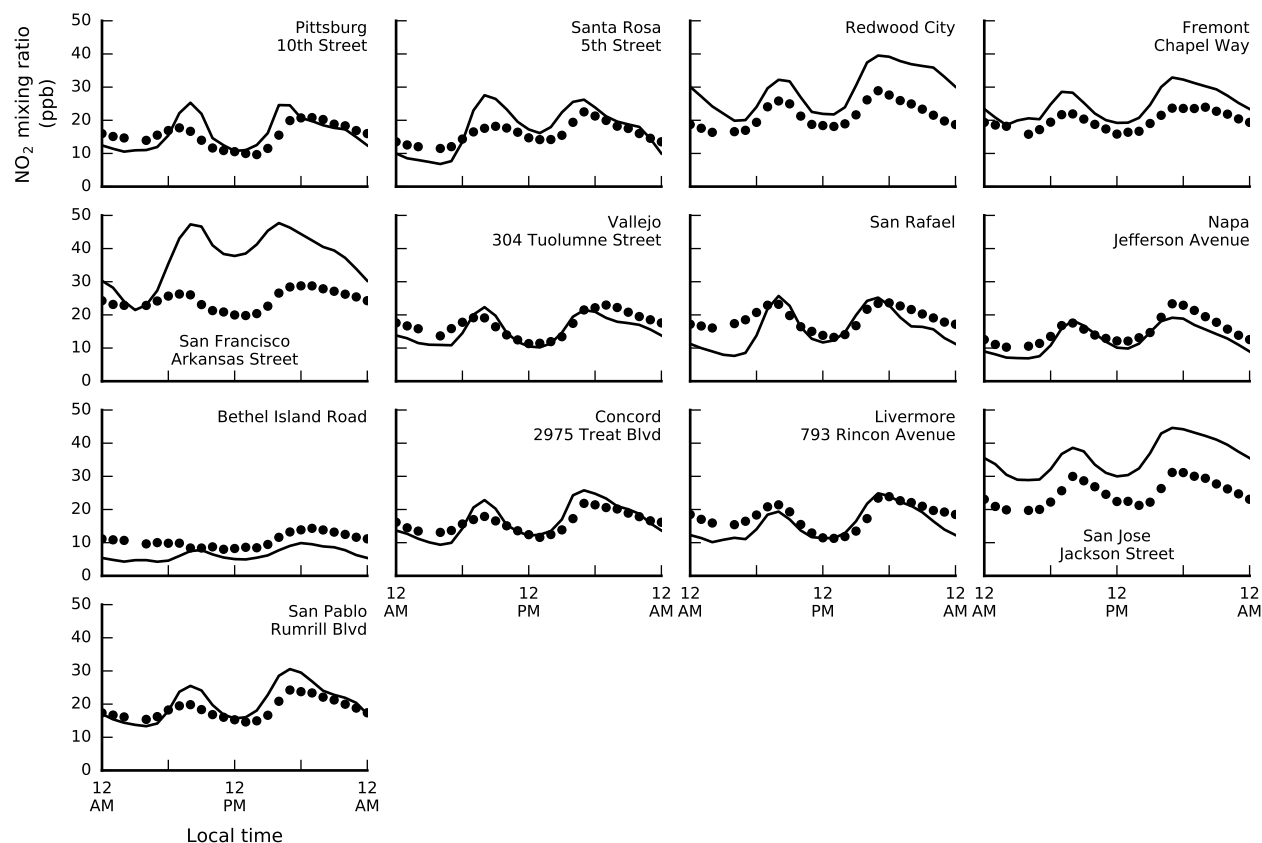 NO2 mixing ratio
(ppb)
50
40
30
20
10
0
Pittsburg
10th Street
Santa Rosa
5th Street
Redwood City
Fremont
Chapel Way
50
40
30
20
10
0
San Francisco
Arkansas Street
Vallejo
304 Tuolumne Street
San Rafael
Napa
Jefferson Avenue
50
40
30
20
10
0
Bethel Island Road
Concord
2975 Treat Blvd
Livermore
793 Rincon Avenue
San Jose
Jackson Street
12 12 12 12 12 12 12 12 12
AM PM AM AM PM AM AM PM AM
50
40
30
20
10
0
San Pablo
Rumrill Blvd
12 12 12
AM PM AM
Local time